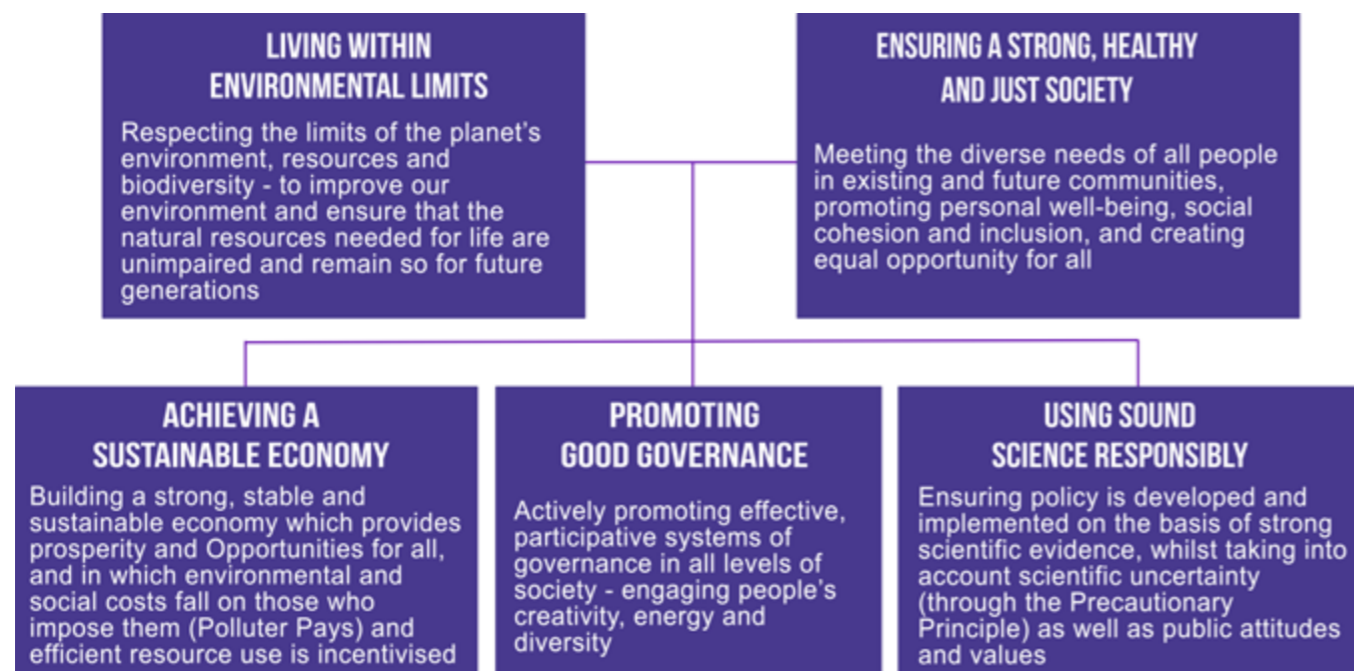 LIVING WITHIN
ENVIRONMENTAL LIMITS
Respecting the limits of the planet's
environment, resources and
biodiversity - to improve our
environment and ensure that the
natural resources needed for life are
unimpaired and remain so for future
generations
ENSURING A STRONG, HEALTHY
AND JUST SOCIETY
Meeting the diverse needs of all people
in existing and future communities,
promoting personal well-being, social
cohesion and inclusion, and creating
equal opportunity for all
ACHIEVING A
SUSTAINABLE ECONOMY
Building a strong, stable and
sustainable economy which provides
prosperity and Opportunities for all,
and in which environmental and
social costs fall on those who
impose them (Polluter Pays) and
efficient resource use is incentivised
PROMOTING
GOOD GOVERNANCE
Actively promoting effective,
participative systems of
governance in all levels of
society - engaging people's
creativity, energy and
diversity
USING SOUND
SCIENCE RESPONSIBLY
Ensuring policy is developed and
implemented on the basis of strong
scientific evidence, whilst taking into
account scientific uncertainty
(through the Precautionary
Principle) as well as public attitudes
and values